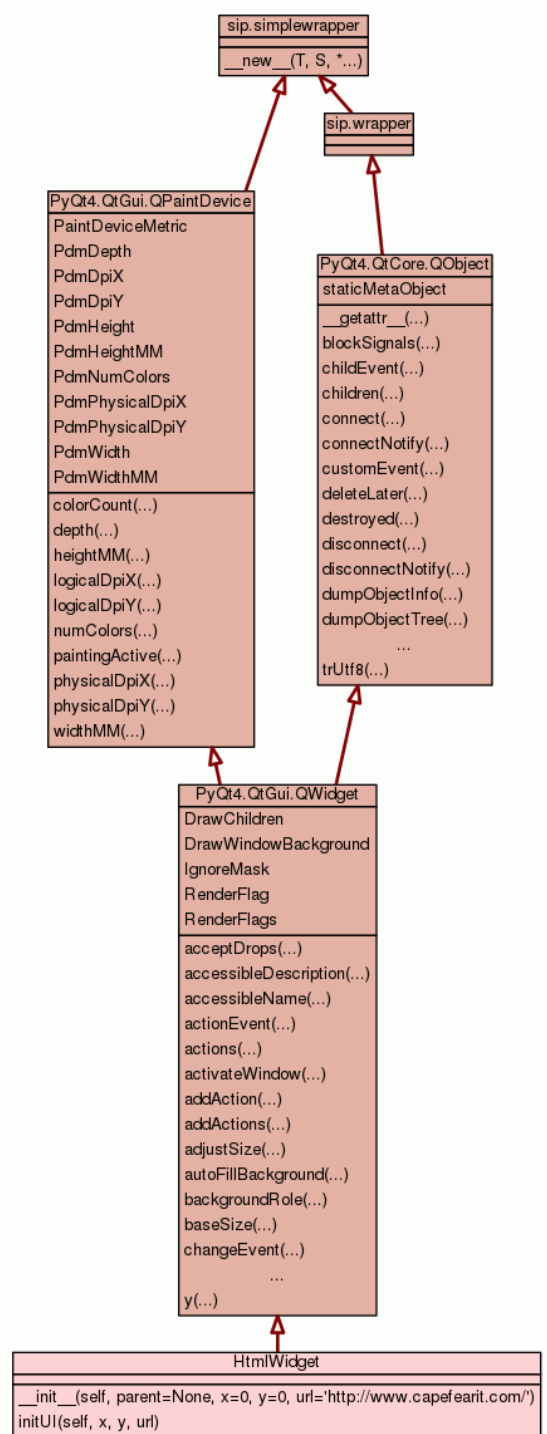 sip.simplewrapper
__new__(T, S, *...)
sip.wrapper
PyQt4.QtGui.QPaintDevice
PaintDeviceMetric
PdmDepth
PdmDpiX
PdmDpiY
PdmHeight
PdmHeightMM
PdmNumColors
PdmPhysicalDpiX
PdmPhysicalDpiY
PdmWidth
PdmWidthMM
colorCount(...)
depth(...)
heightMM(...)
logicalDpiX(...)
logicalDpiY(...)
numColors(...)
paintingActive(...)
physicalDpiX(...)
physicalDpiY(...)
widthMM(...)
PyQt4.QtCore.QObject
staticMetaObject
__getattr__(...)
blockSignals(...)
childEvent(...)
children(...)
connect(...)
connectNotify(...)
customEvent(...)
deleteLater(...)
destroyed(...)
disconnect(...)
disconnectNotify(...)
dumpObjectInfo(...)
dumpObjectTree(...)
...
trUtf8(...)
PyQt4.QtGui.QWidget
DrawChildren
DrawWindowBackground
IgnoreMask
RenderFlag
RenderFlags
acceptDrops(...)
accessibleDescription(...)
accessibleName(...)
actionEvent(...)
actions(...)
activateWindow(...)
addAction(...)
addActions(...)
adjustSize(...)
autoFillBackground(...)
backgroundRole(...)
baseSize(...)
changeEvent(...)
...
y(...)
HtmlWidget
__init__(self, parent=None, x=0, y=0, url='http://www.capefearit.com/')
initUI(self, x, y, url)